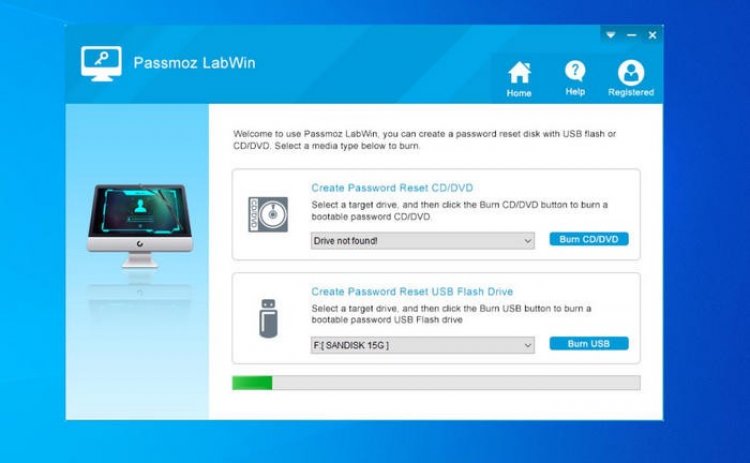 Passmoz LabWin
Home
Help
Registered
Welcome to use Passmoz LabWin, you can create a password reset disk with USB flash or
CD/DVD. Select a media type below to burn.
Create Password Reset CD/DVD
Select a target drive, and then click the Burn CD/DVD button to burn a
bootable password CD/DVD.
CD/DVD
Drive not found!
Burn CD/DVD
Create Password Reset USB Flash Drive
Select a target drive, and then click the Burn USB button to burn a
bootable password USB Flash drive
F:[ SANDISK 15G ]
Burn USB